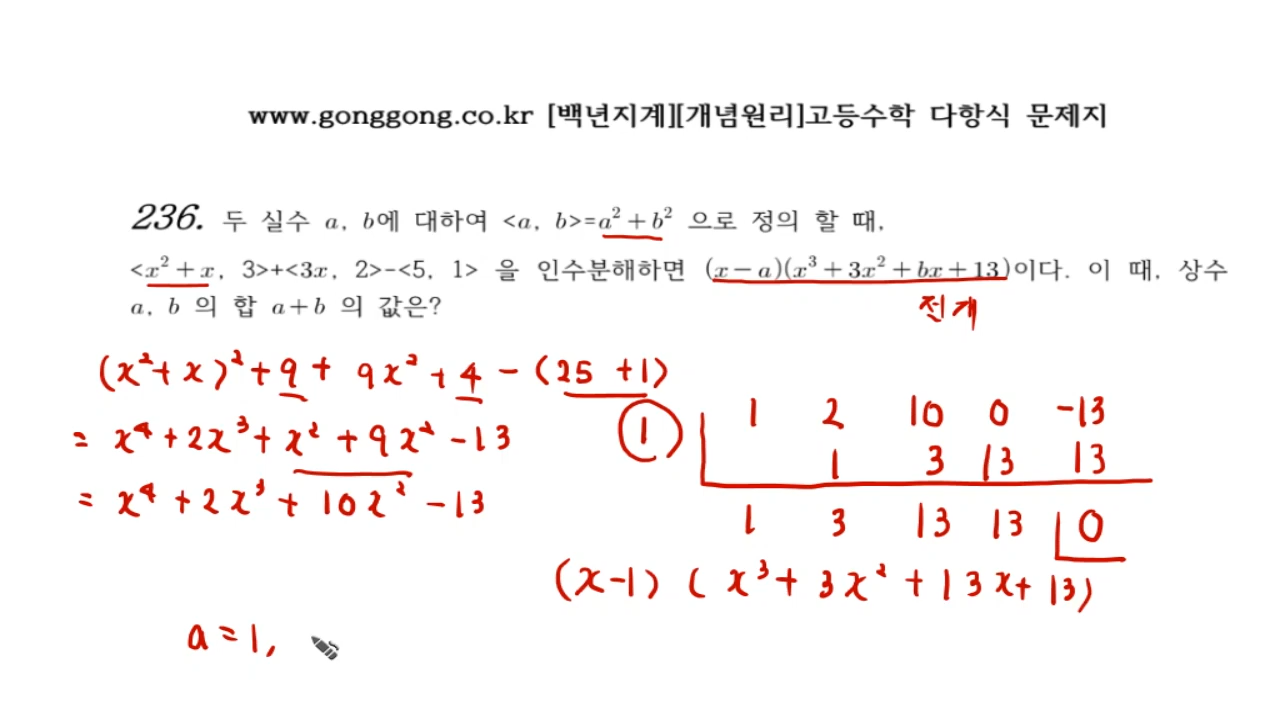 www.gonggong.co.kr [백년지계][개념원리]고등수학 다항식 문제지
236. 두 실수 a, b에 대하여 <a, b>=a²+b² 으로 정의 할 때,
<x²+x, 3>+<3x, 2>-<5, 1> 을 인수분해하면 (x-a)(x³+3x²+bx+13)이다. 이 때, 상수
a, b 의 합 a+b 의 값은?
전개
(x²+x)²+9+9x²+4-(25+1)
= x⁴+2x³+x²+9x²-13
= x⁴+2x³+10x²-13
1 1 2 10 0 -13
1 3 13 13
1 3 13 13 0
(x-1)(x³+3x²+13x+13)
a=1,